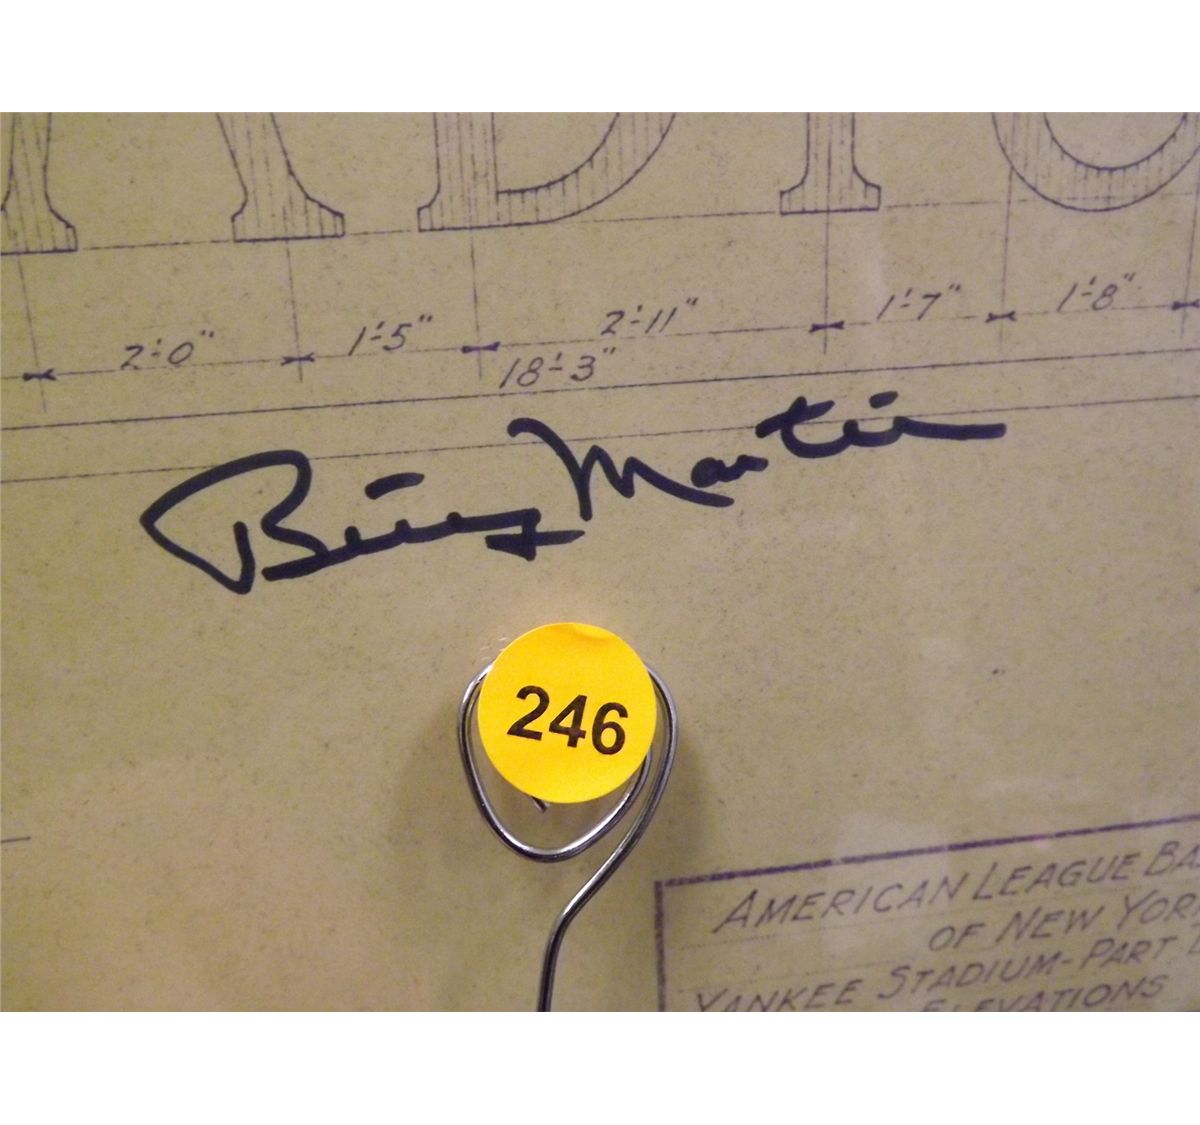 ADIU
2'-0" 1'-5" 2'-11" 1'-7" 1'-8"
18'-3"
Billy Martin
246
AMERICAN LEAGUE BA
OF NEW YOR
YANKEE STADIUM-PART
ELEVATIONS